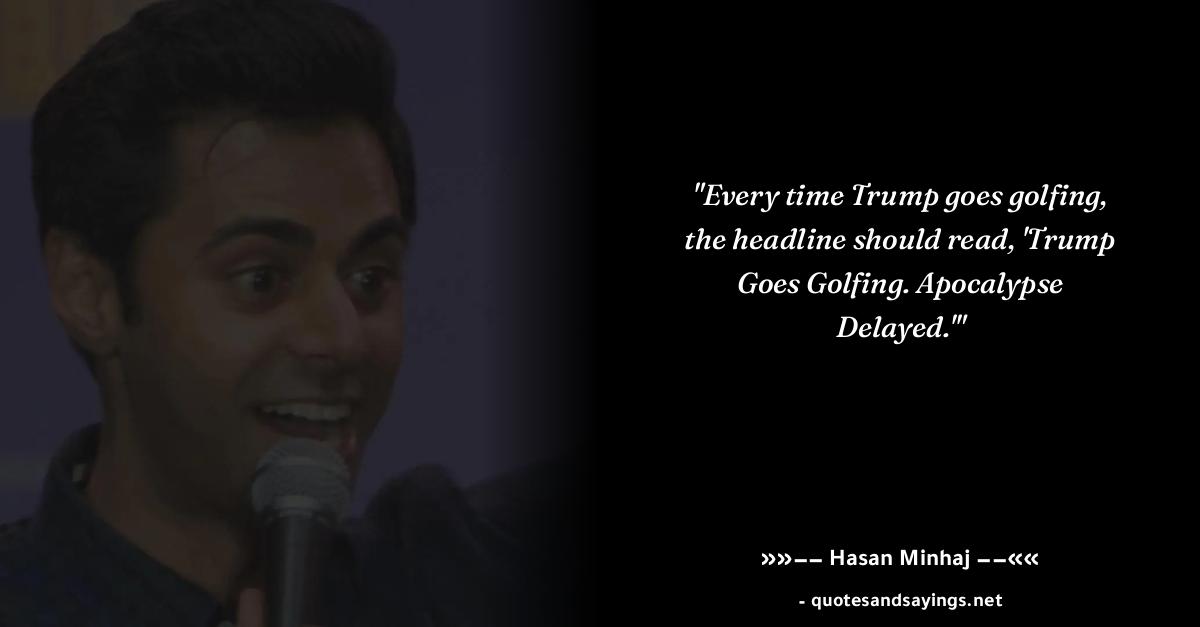 "Every time Trump goes golfing,
the headline should read, 'Trump
Goes Golfing. Apocalypse
Delayed.'"
»»−− Hasan Minhaj −−««
- quotesandsayings.net